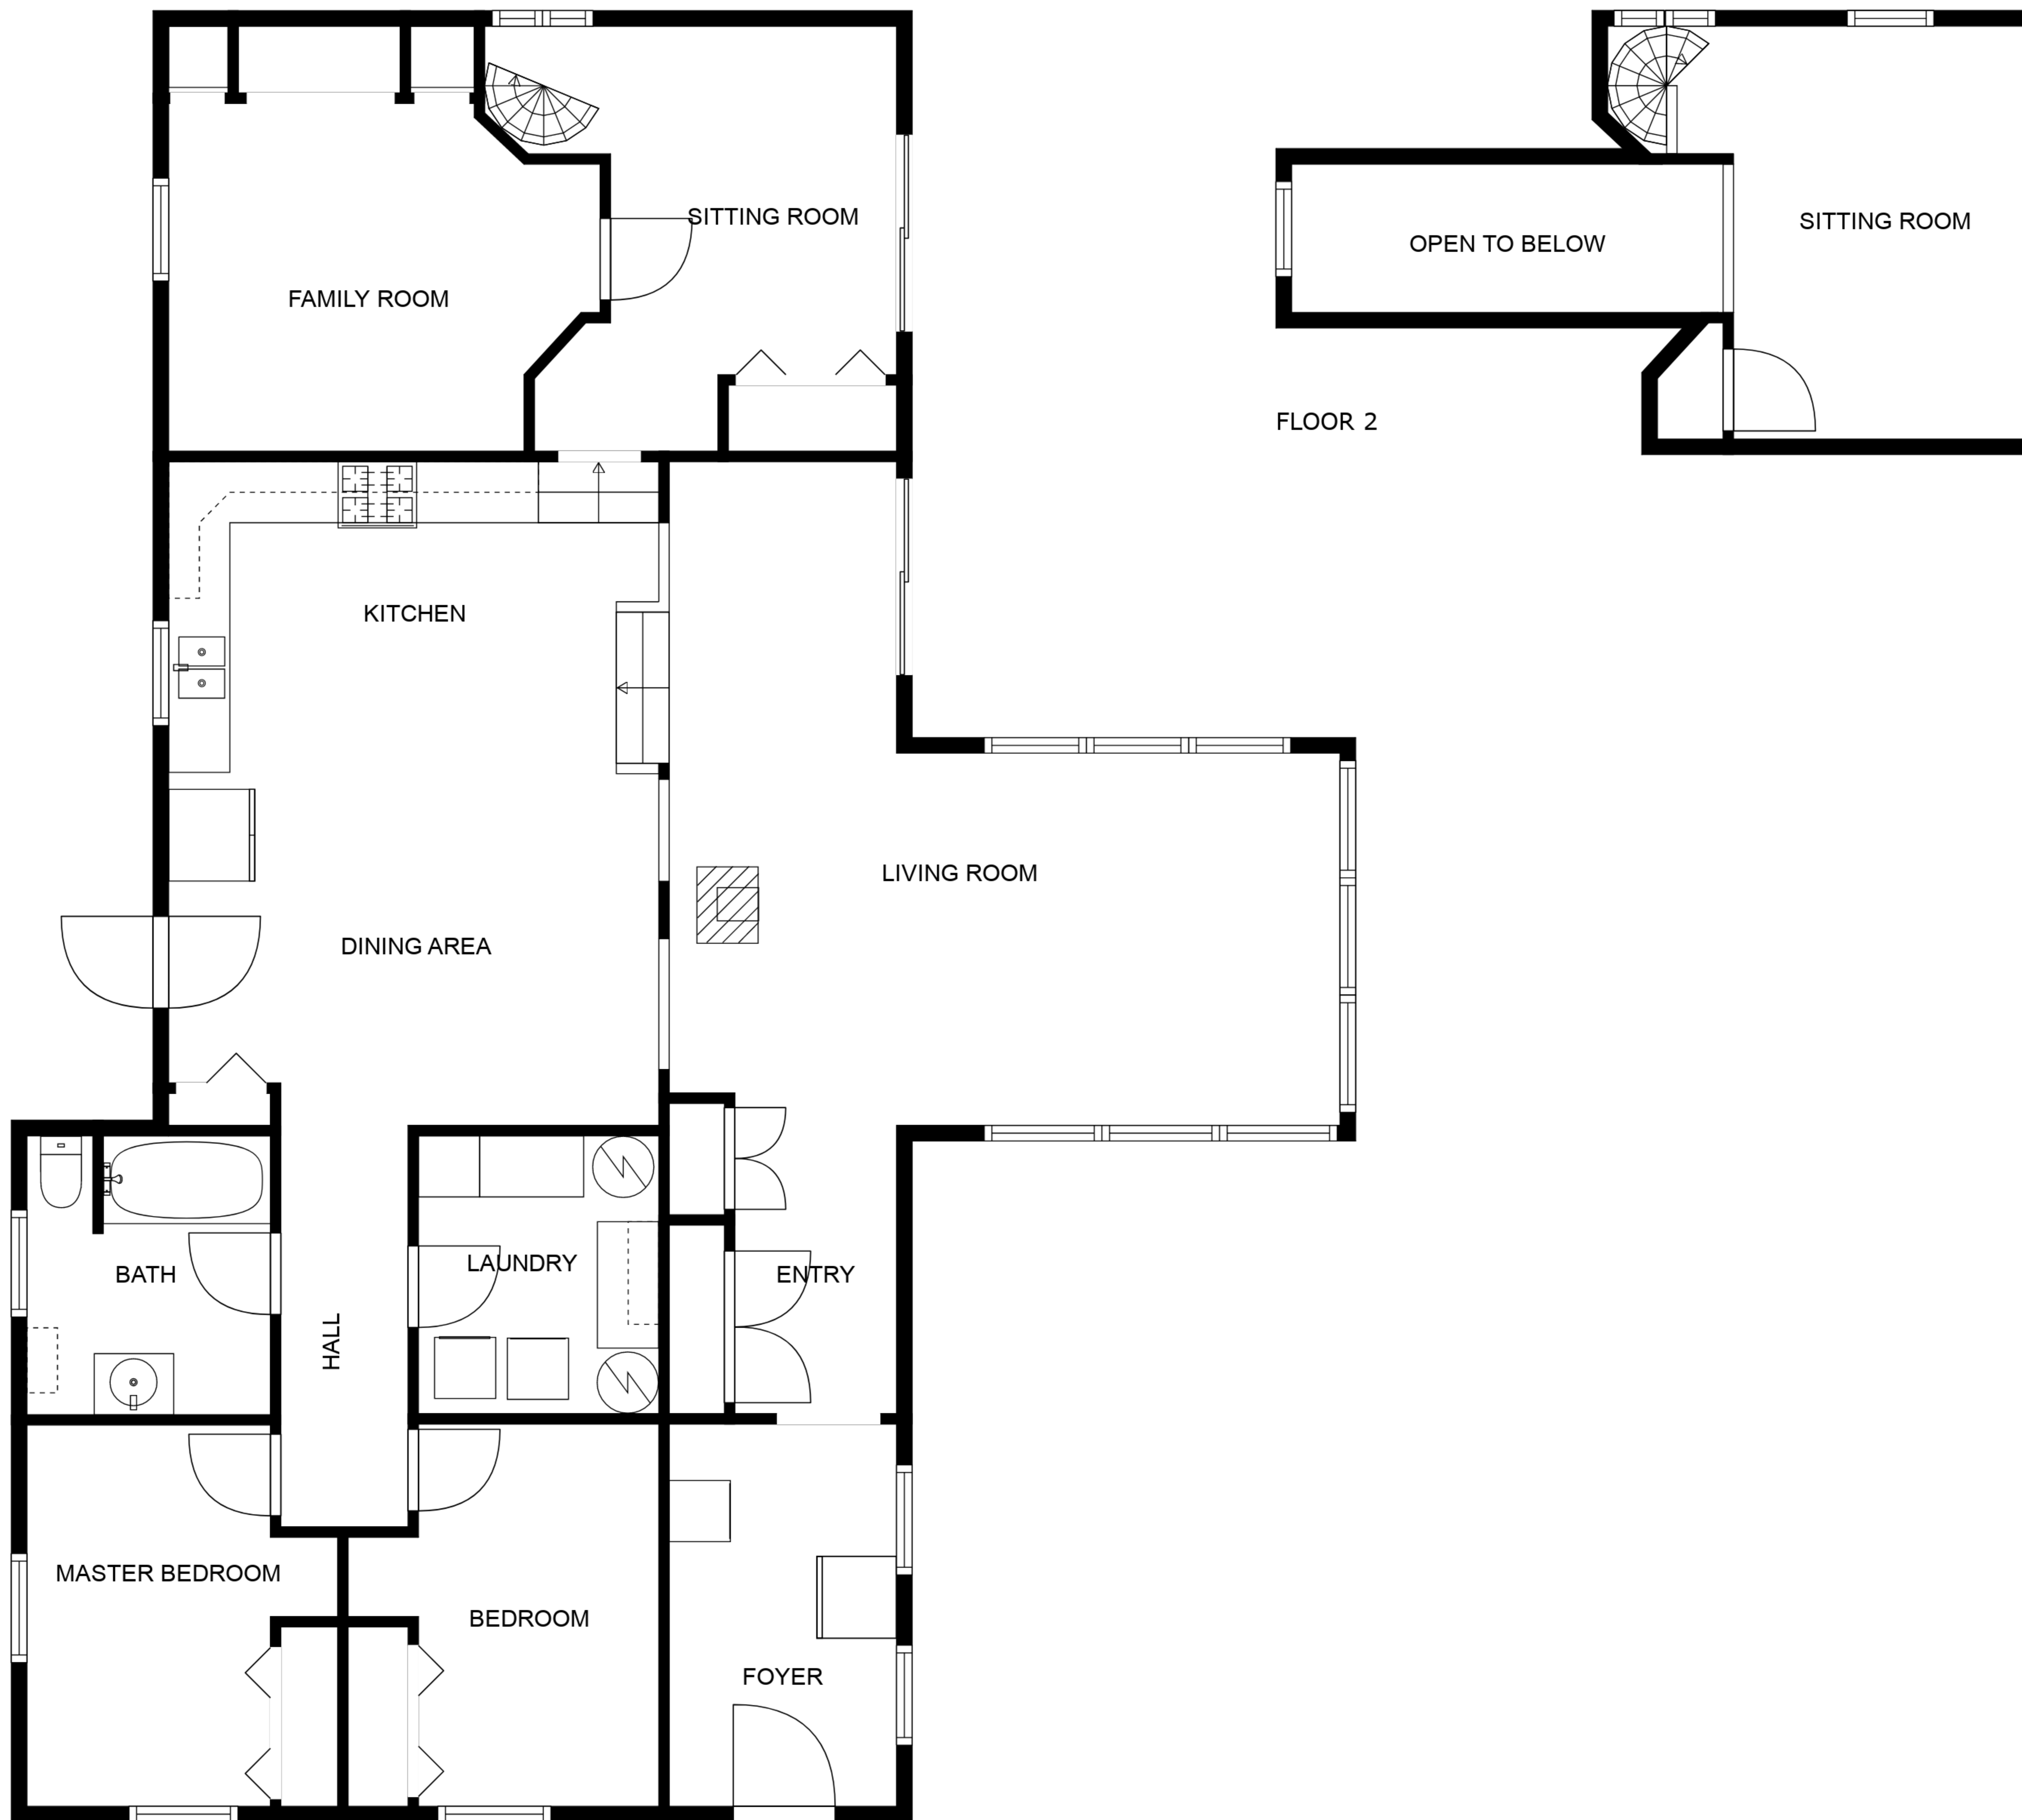 SITTING ROOM
FAMILY ROOM
KITCHEN
LIVING ROOM
DINING AREA
LAUNDRY
BATH
ENTRY
HALL
MASTER BEDROOM
BEDROOM
FOYER
SITTING ROOM
OPEN TO BELOW
FLOOR 2